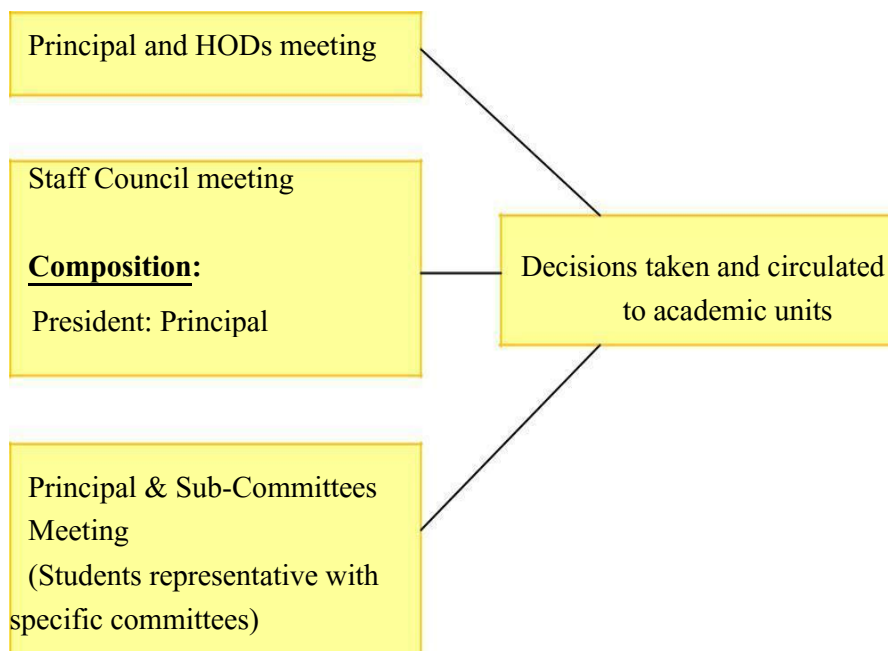 Principal and HODs meeting
Staff Council meeting
Composition:
President: Principal
Principal & Sub-Committees
Meeting
(Students representative with
specific committees)
Decisions taken and circulated
to academic units